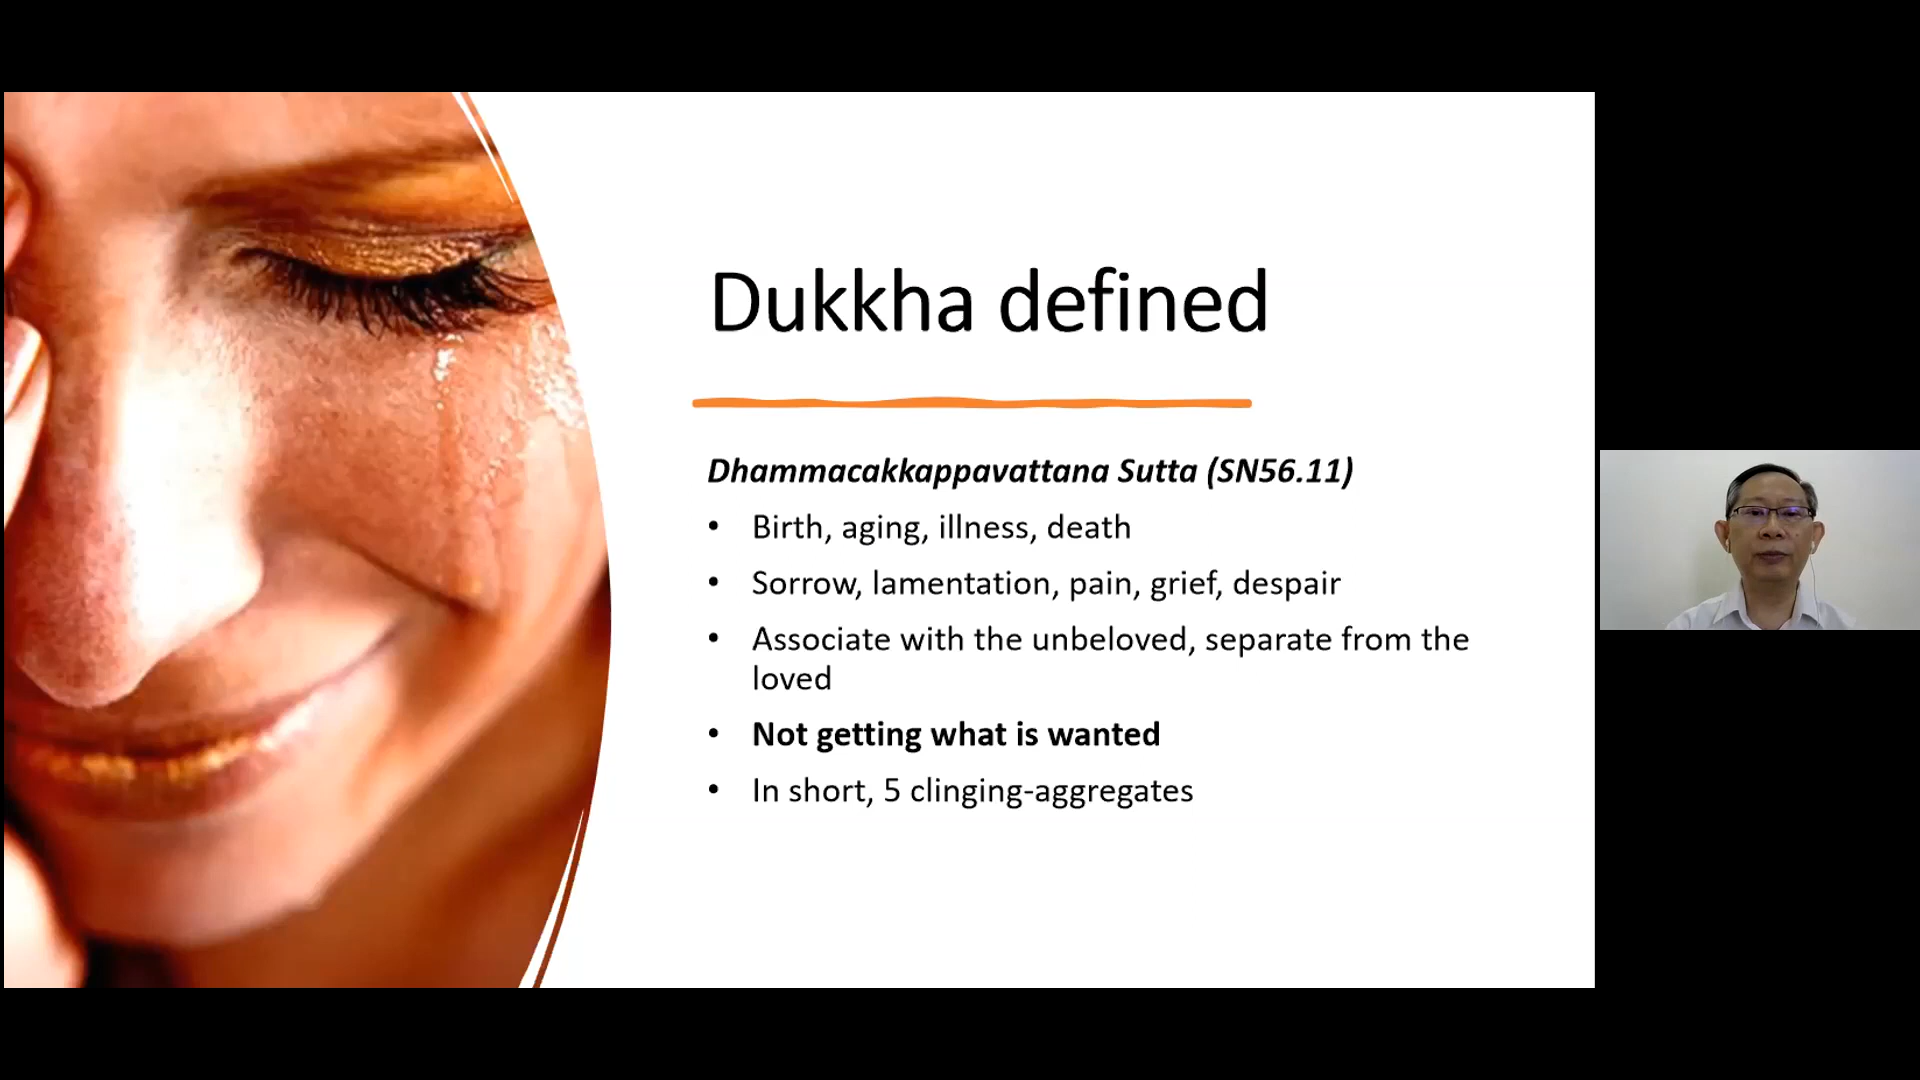 Dukkha defined
Dhammacakkappavattana Sutta (SN56.11)
• Birth, aging, illness, death
• Sorrow, lamentation, pain, grief, despair
• Associate with the unbeloved, separate from the
loved
• Not getting what is wanted
• In short, 5 clinging-aggregates